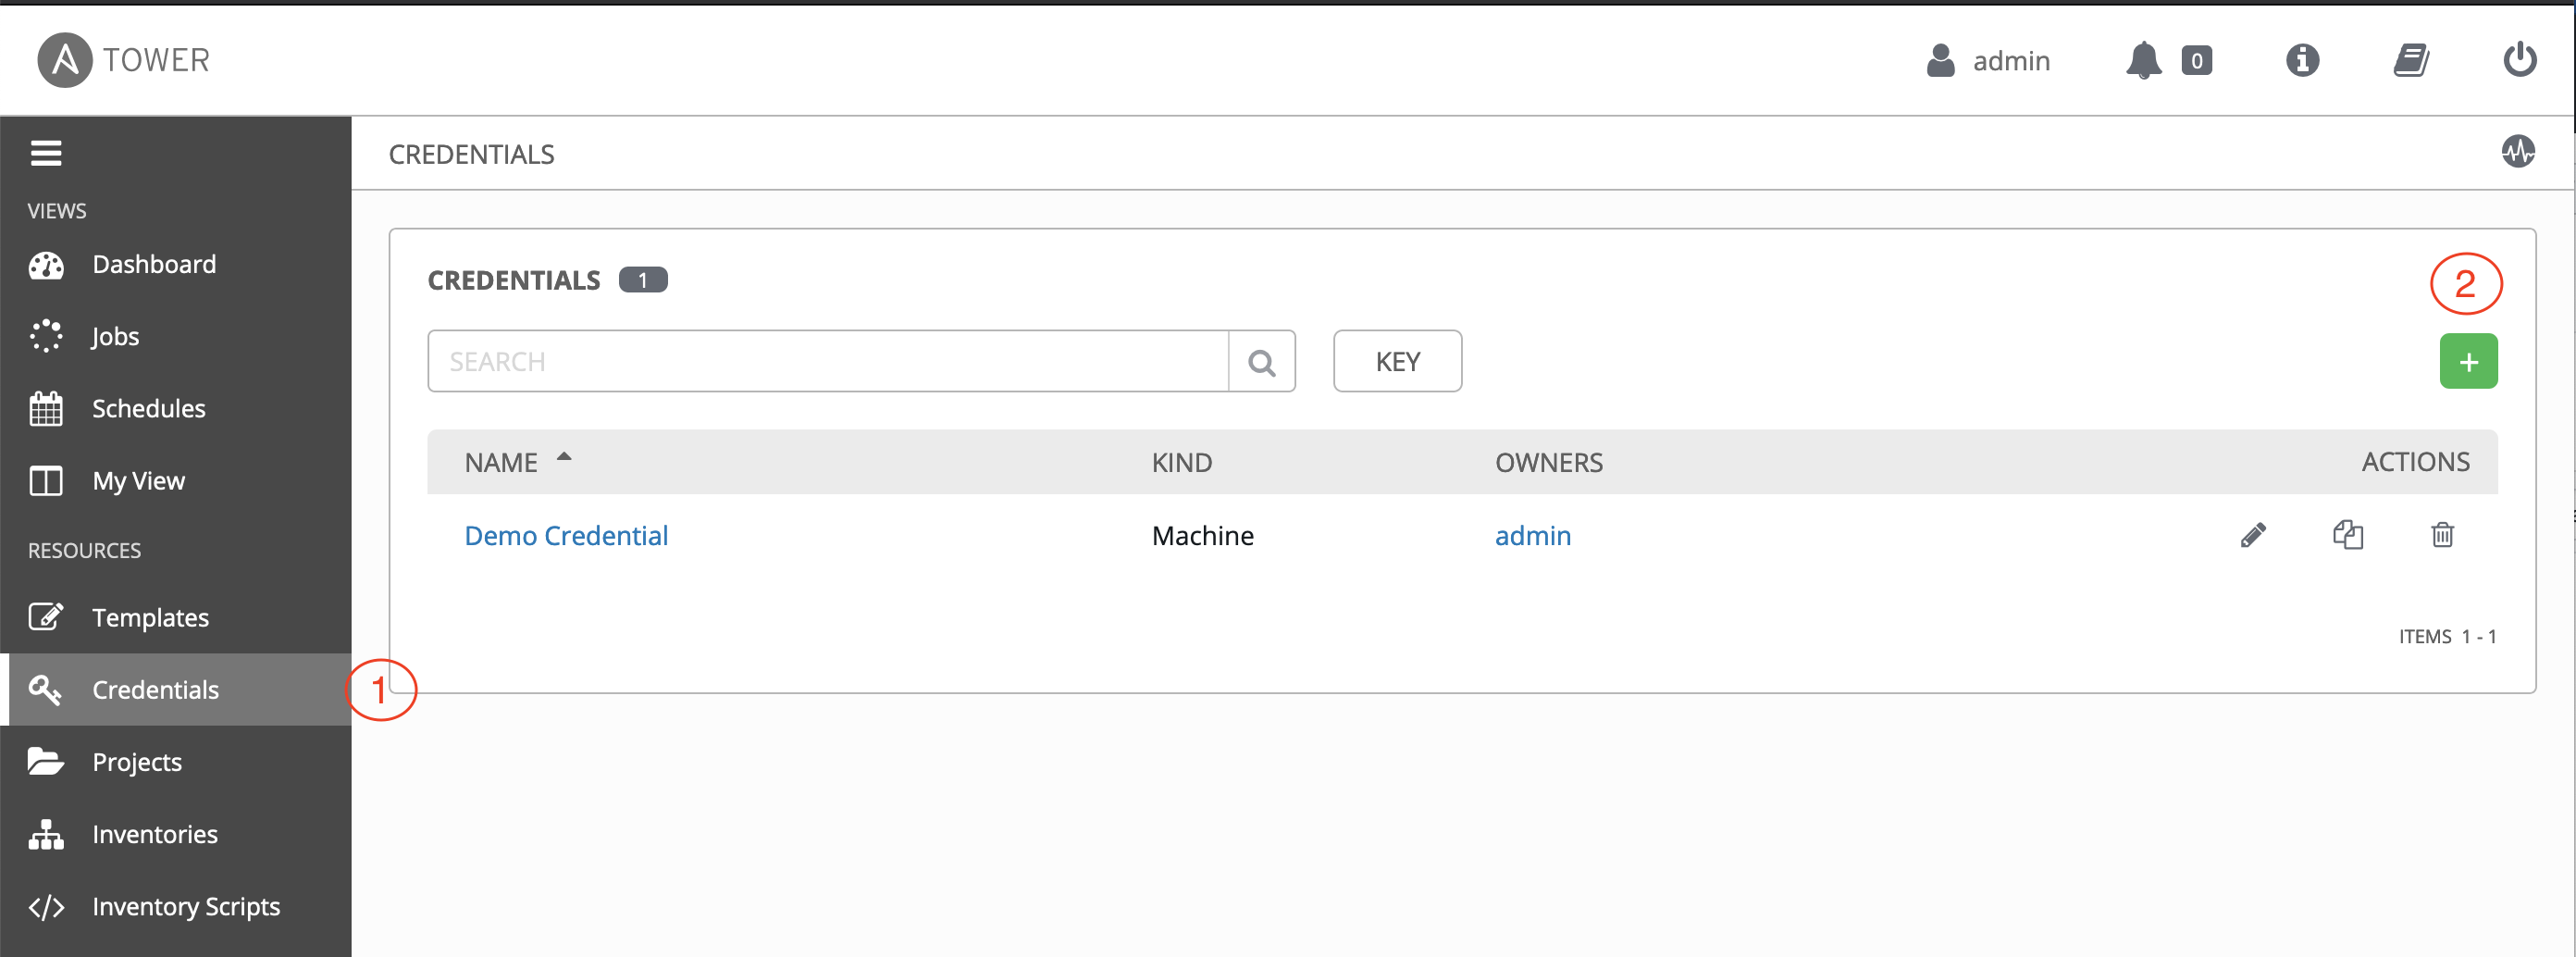 TOWER
admin
0
VIEWS
Dashboard
Jobs
Schedules
My View
RESOURCES
Templates
Credentials
Projects
Inventories
Inventory Scripts
1
CREDENTIALS
CREDENTIALS 1
2
SEARCH
KEY
+
NAME KIND OWNERS ACTIONS
Demo Credential Machine admin
ITEMS 1 - 1